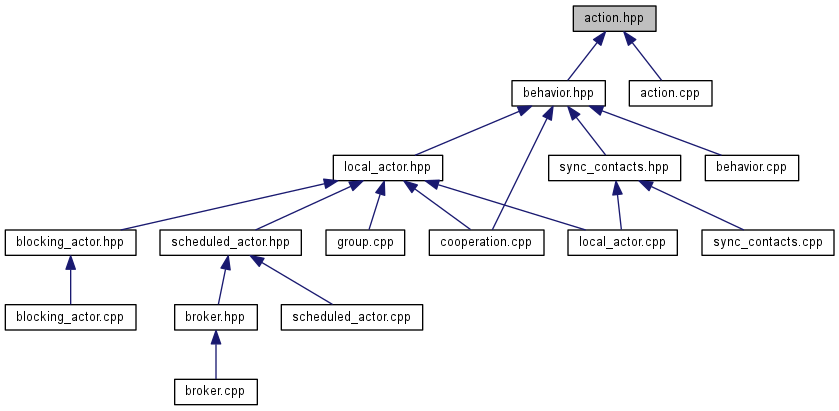 action.hpp
behavior.hpp
action.cpp
local_actor.hpp
sync_contacts.hpp
behavior.cpp
blocking_actor.hpp
scheduled_actor.hpp
group.cpp
cooperation.cpp
local_actor.cpp
sync_contacts.cpp
blocking_actor.cpp
broker.hpp
scheduled_actor.cpp
broker.cpp